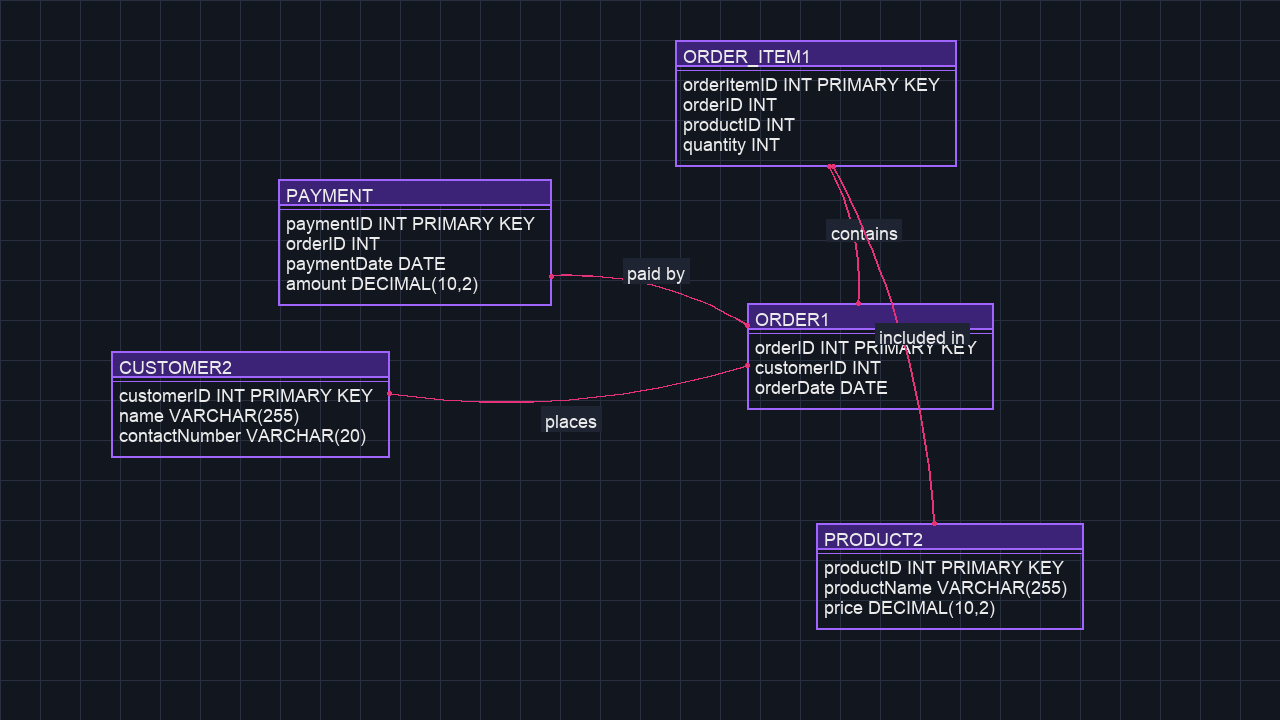 ORDER_ITEM1
orderItemID INT PRIMARY KEY
orderID INT
productID INT
quantity INT
PAYMENT
paymentID INT PRIMARY KEY
orderID INT
paymentDate DATE
amount DECIMAL(10,2)
contains
paid by
ORDER1
orderID INT PRIMARY KEY
customerID INT
orderDate DATE
included in
CUSTOMER2
customerID INT PRIMARY KEY
name VARCHAR(255)
contactNumber VARCHAR(20)
places
PRODUCT2
productID INT PRIMARY KEY
productName VARCHAR(255)
price DECIMAL(10,2)